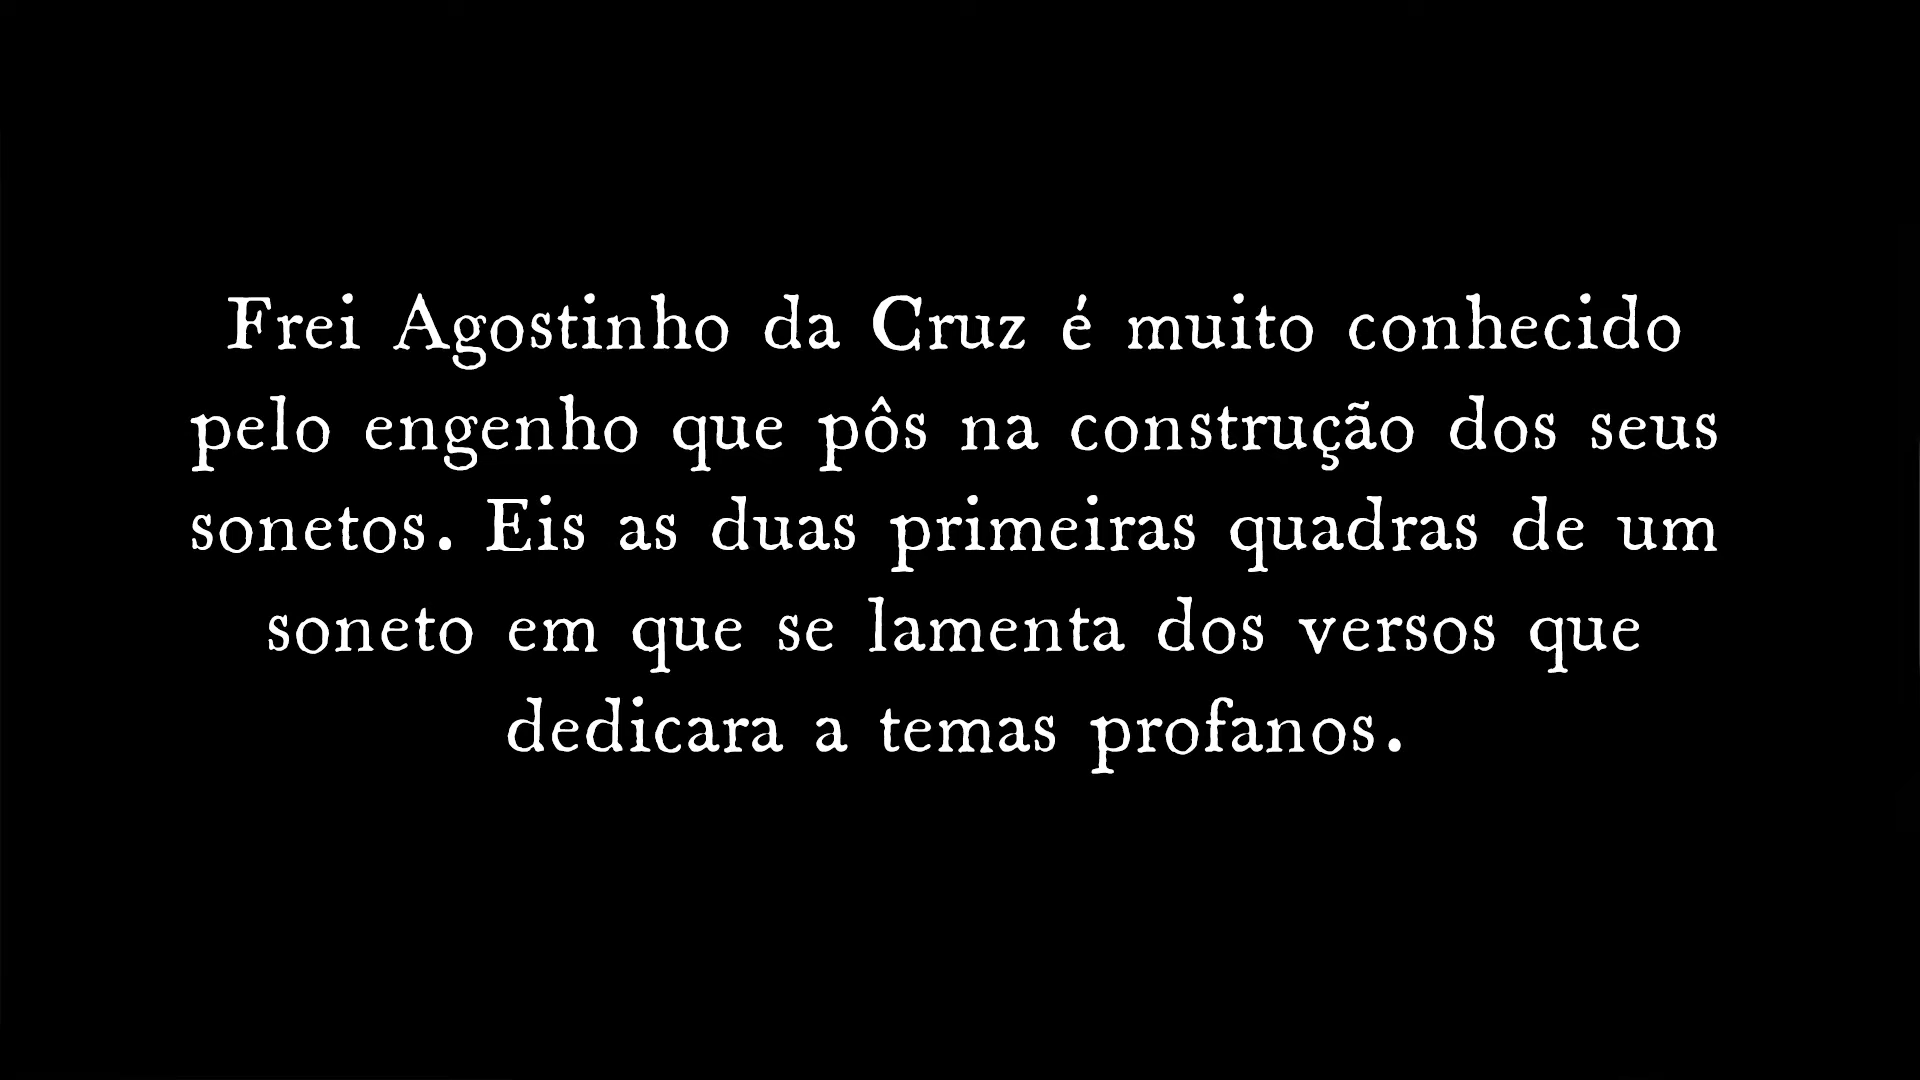 Frei Agostinho da Cruz é muito conhecido
pelo engenho que pôs na construção dos seus
sonetos. Eis as duas primeiras quadras de um
soneto em que se lamenta dos versos que
dedicara a temas profanos.